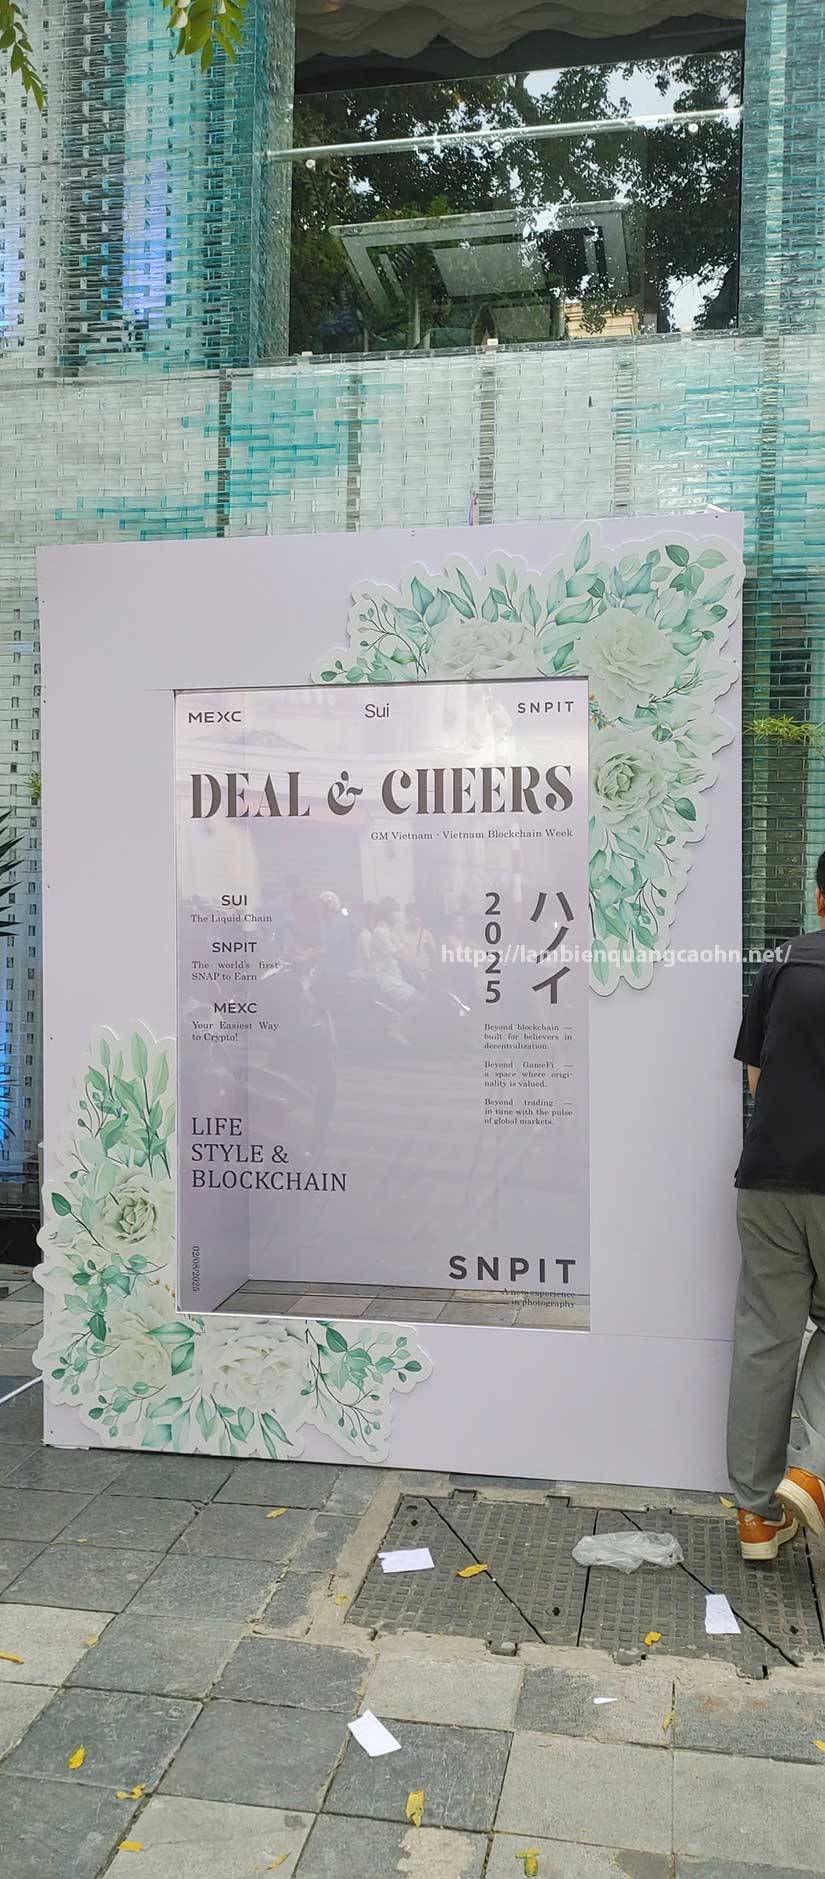 MEXC
Sui
SNPIT
DEAL & CHEERS
GM Vietnam - Vietnam Blockchain Week
SUI
The Liquid Chain
SNPIT
The world's first
SNAP to Earn
MEXC
Your Easiest Way
to Crypto!
2025
ハノイ
https://lambienquangcaohn.net/
Beyond blockchain —
built for believers in
decentralization.
Beyond GameFi —
a space where origi-
nality is valued.
Beyond trading —
in tune with the pulse
of global markets.
LIFE
STYLE &
BLOCKCHAIN
02/08/2025
SNPIT
A new experience
in photography